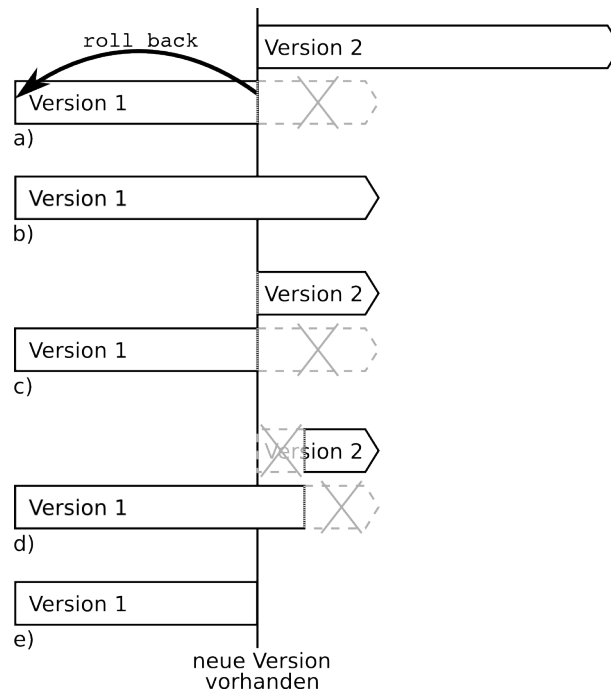 roll back
Version 2
Version 1
a)
Version 1
b)
Version 2
Version 1
c)
Version 2
Version 1
d)
Version 1
e)
neue Version
vorhanden